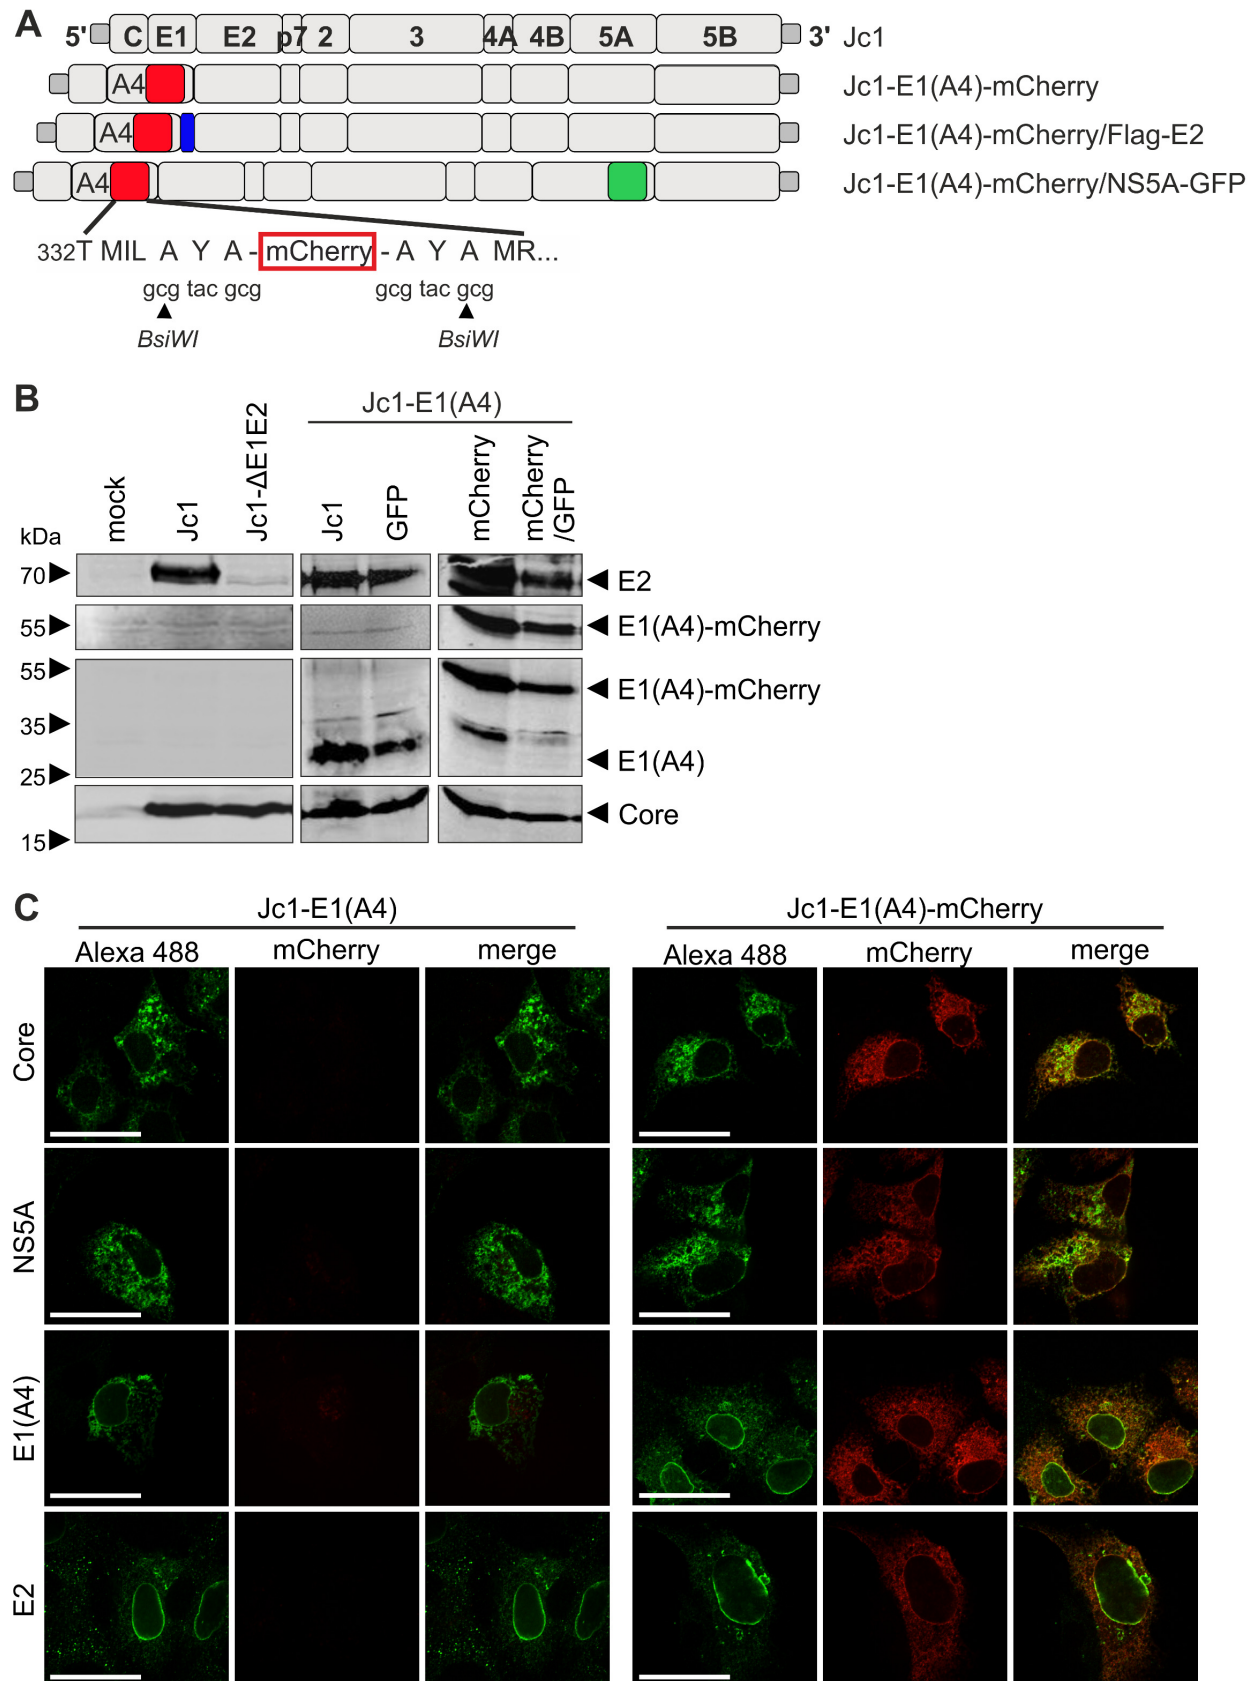 A
5' C E1 E2 p7 2 3 4A 4B 5A 5B 3' Jc1
A4 Jc1-E1(A4)-mCherry
A4 Jc1-E1(A4)-mCherry/Flag-E2
A4 Jc1-E1(A4)-mCherry/NS5A-GFP
332T MIL A Y A - mCherry - A Y A MR...
gcg tac gcg gcg tac gcg
BsiWI BsiWI
B
Jc1-E1(A4)
mock
Jc1
Jc1-ΔE1E2
Jc1
GFP
mCherry
mCherry
/GFP
kDa
70 E2
55 E1(A4)-mCherry
55 E1(A4)-mCherry
35
E1(A4)
25
Core
15
C
Jc1-E1(A4) Jc1-E1(A4)-mCherry
Alexa 488 mCherry merge Alexa 488 mCherry merge
Core
NS5A
E1(A4)
E2